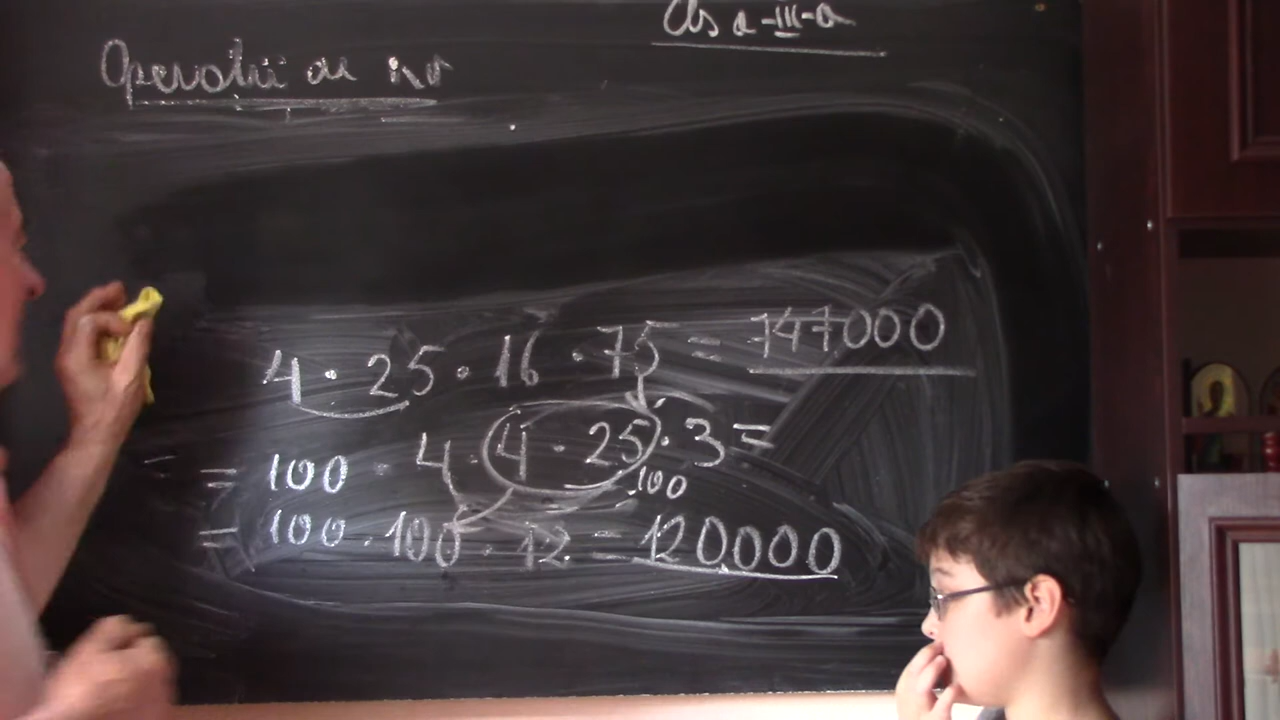 Cls a-III-a
Operatii cu nr
4 · 25 · 16 · 75 = 147000
= 100 · 4 · 4 · 25 · 3 =
100
= 100 · 100 · 12 = 120000